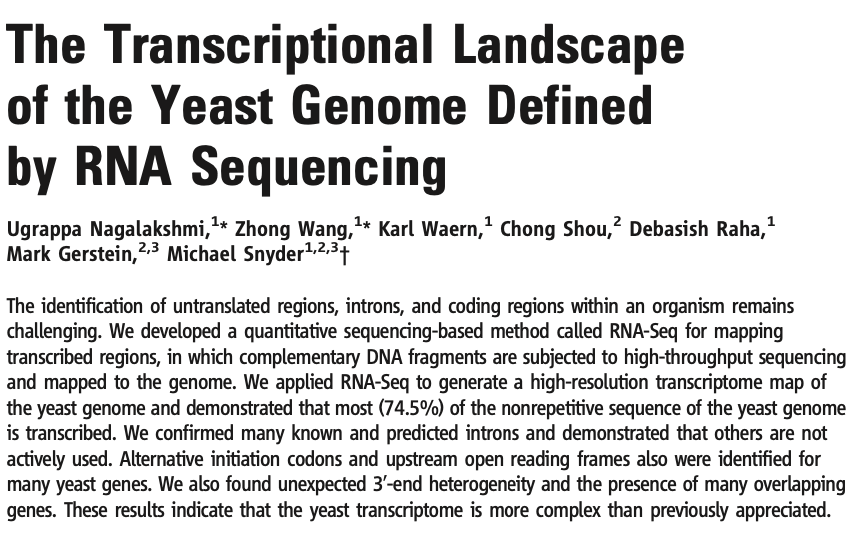 The Transcriptional Landscape
of the Yeast Genome Defined
by RNA Sequencing
Ugrappa Nagalakshmi,1* Zhong Wang,1* Karl Waern,1 Chong Shou,2 Debasish Raha,1
Mark Gerstein,2,3 Michael Snyder1,2,3†
The identification of untranslated regions, introns, and coding regions within an organism remains
challenging. We developed a quantitative sequencing-based method called RNA-Seq for mapping
transcribed regions, in which complementary DNA fragments are subjected to high-throughput sequencing
and mapped to the genome. We applied RNA-Seq to generate a high-resolution transcriptome map of
the yeast genome and demonstrated that most (74.5%) of the nonrepetitive sequence of the yeast genome
is transcribed. We confirmed many known and predicted introns and demonstrated that others are not
actively used. Alternative initiation codons and upstream open reading frames also were identified for
many yeast genes. We also found unexpected 3′-end heterogeneity and the presence of many overlapping
genes. These results indicate that the yeast transcriptome is more complex than previously appreciated.